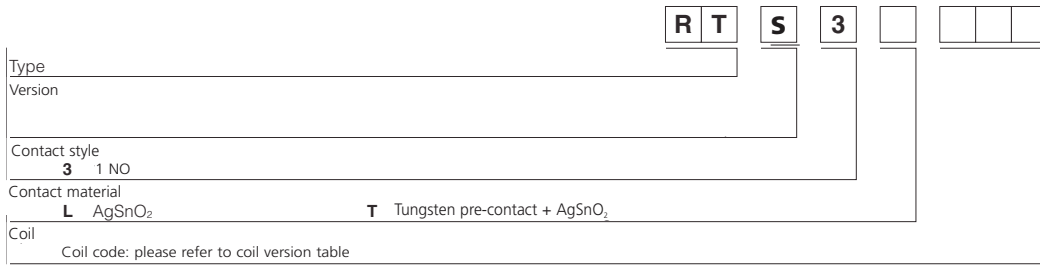 R T S 3
Type
Version
Contact style
3 1 NO
Contact material
L AgSnO₂ T Tungsten pre-contact + AgSnO₂
Coil
Coil code: please refer to coil version table